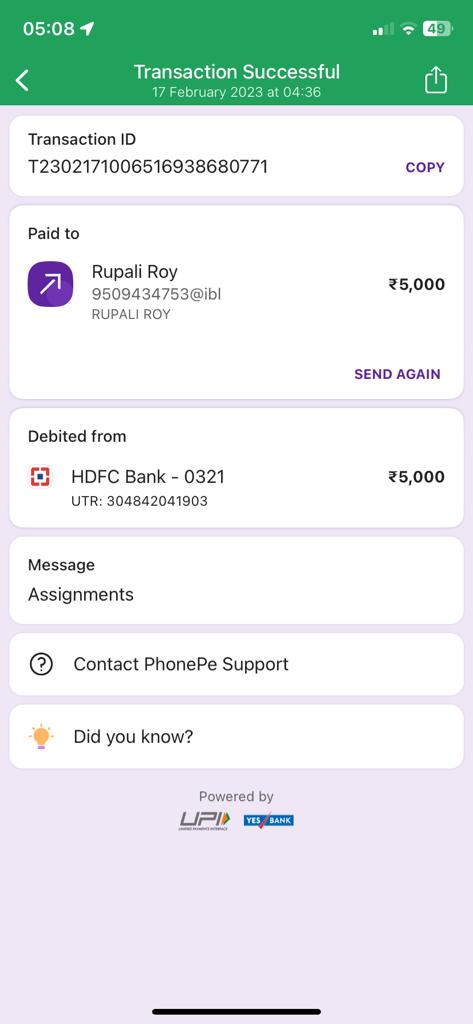 05:08
49
Transaction Successful
17 February 2023 at 04:36
Transaction ID
T2302171006516938680771
COPY
Paid to
Rupali Roy
₹5,000
9509434753@ibl
RUPALI ROY
SEND AGAIN
Debited from
HDFC Bank - 0321
₹5,000
UTR: 304842041903
Message
Assignments
Contact PhonePe Support
Did you know?
Powered by
UPI YES BANK
UNIFIED PAYMENTS INTERFACE